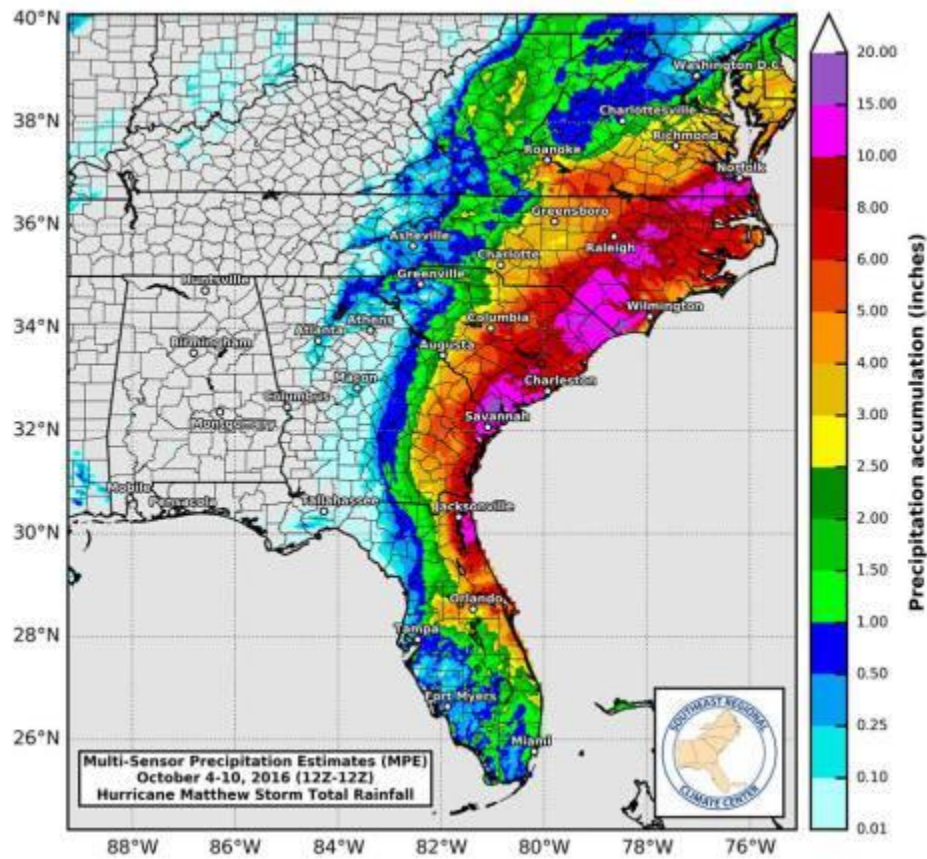 40°N
38°N
36°N
34°N
32°N
30°N
28°N
26°N
88°W
86°W
84°W
82°W
80°W
78°W
76°W
Washington D.C.
Charlottesville
Richmond
Roanoke
Norfolk
Greensboro
Raleigh
Asheville
Charlotte
Greenville
Huntsville
Wilmington
Columbia
Athens
Atlanta
Birmingham
Augusta
Macon
Charleston
Columbus
Savannah
Montgomery
Mobile
Pensacola
Tallahassee
Jacksonville
Orlando
Tampa
Fort Myers
Miami
Multi-Sensor Precipitation Estimates (MPE)
October 4-10, 2016 (12Z-12Z)
Hurricane Matthew Storm Total Rainfall
SOUTHEAST REGIONAL
CLIMATE CENTER
20.00
15.00
10.00
8.00
6.00
5.00
4.00
3.00
2.50
2.00
1.50
1.00
0.50
0.25
0.10
0.01
Precipitation accumulation (inches)